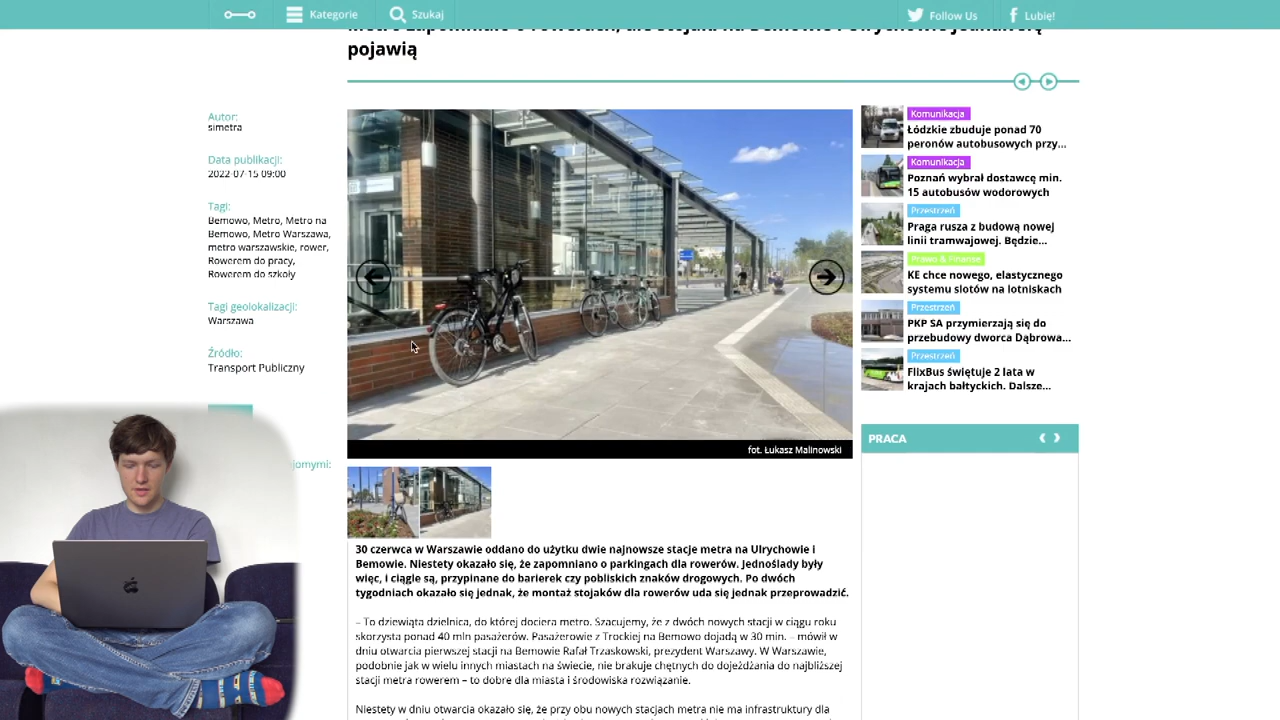 Kategorie
Szukaj
Follow Us
Lubię!
pojawią
Autor:
simetra
Data publikacji:
2022-07-15 09:00
Tagi:
Bemowo, Metro, Metro na
Bemowo, Metro Warszawa,
metro warszawskie, rower,
Rowerem do pracy,
Rowerem do szkoły
Tagi geolokalizacji:
Warszawa
Źródło:
Transport Publiczny
jomymi:
fot. Łukasz Malinowski
30 czerwca w Warszawie oddano do użytku dwie najnowsze stacje metra na Ulrychowie i
Bemowie. Niestety okazało się, że zapomniano o parkingach dla rowerów. Jednoślady były
więc, i ciągle są, przypinane do barierek czy pobliskich znaków drogowych. Po dwóch
tygodniach okazało się jednak, że montaż stojaków dla rowerów uda się jednak przeprowadzić.
– To dziewiąta dzielnica, do której dociera metro. Szacujemy, że z dwóch nowych stacji w ciągu roku
skorzysta ponad 40 mln pasażerów. Pasażerowie z Trockiej na Bemowo dojadą w 30 min. – mówił w
dniu otwarcia pierwszej stacji na Bemowie Rafał Trzaskowski, prezydent Warszawy. W Warszawie,
podobnie jak w wielu innych miastach na świecie, nie brakuje chętnych do dojeżdżania do najbliższej
stacji metra rowerem – to dobre dla miasta i środowiska rozwiązanie.
Niestety w dniu otwarcia okazało się, że przy obu nowych stacjach metra nie ma infrastruktury dla
Komunikacja
Łódzkie zbuduje ponad 70
peronów autobusowych przy...
Komunikacja
Poznań wybrał dostawcę min.
15 autobusów wodorowych
Przestrzeń
Praga rusza z budową nowej
linii tramwajowej. Będzie...
Prawo & Finanse
KE chce nowego, elastycznego
systemu slotów na lotniskach
Przestrzeń
PKP SA przymierzają się do
przebudowy dworca Dąbrowa...
Przestrzeń
FlixBus świętuje 2 lata w
krajach bałtyckich. Dalsze...
PRACA